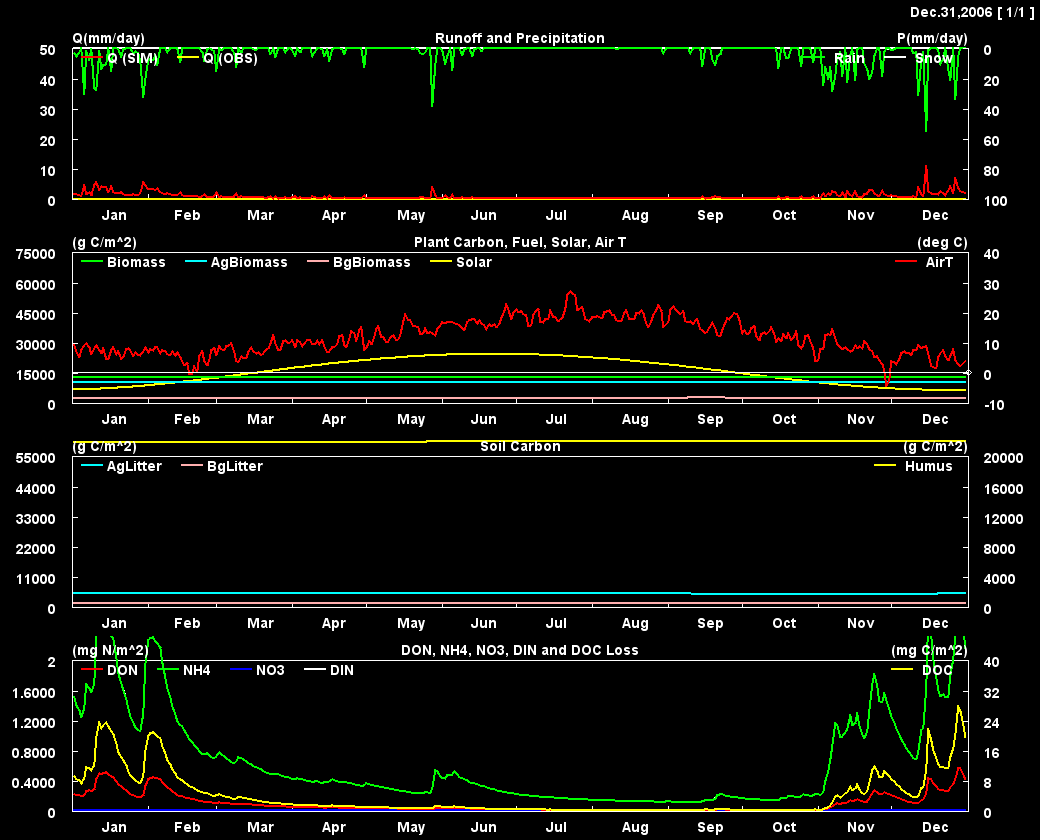 Dec.31,2006 [ 1/1 ]
Q(mm/day) Runoff and Precipitation P(mm/day)
50 Q (SIM) Q (OBS) Rain Snow 0
40 20
30 40
20 60
10 80
0 100
Jan Feb Mar Apr May Jun Jul Aug Sep Oct Nov Dec
(g C/m^2) Plant Carbon, Fuel, Solar, Air T (deg C)
75000 40
Biomass AgBiomass BgBiomass Solar AirT
60000 30
45000 20
30000 10
15000 0
0 -10
Jan Feb Mar Apr May Jun Jul Aug Sep Oct Nov Dec
(g C/m^2) Soil Carbon (g C/m^2)
55000 20000
AgLitter BgLitter Humus
44000 16000
33000 12000
22000 8000
11000 4000
0 0
Jan Feb Mar Apr May Jun Jul Aug Sep Oct Nov Dec
(mg N/m^2) DON, NH4, NO3, DIN and DOC Loss (mg C/m^2)
2 40
DON NH4 NO3 DIN DOC
1.6000 32
1.2000 24
0.8000 16
0.4000 8
0 0
Jan Feb Mar Apr May Jun Jul Aug Sep Oct Nov Dec